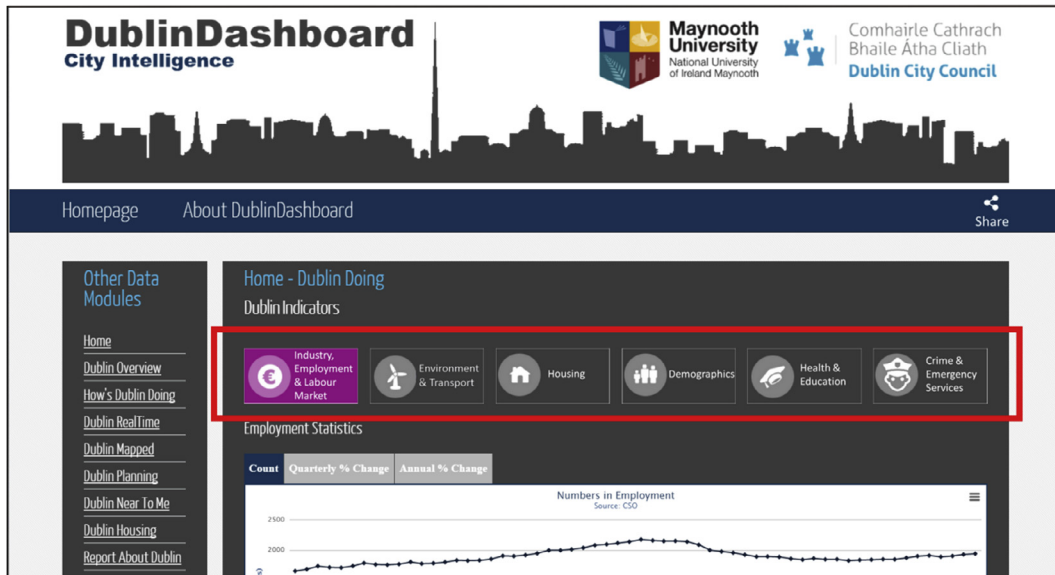 DublinDashboard
City Intelligence
Maynooth
University
National University
of Ireland Maynooth
Comhairle Cathrach
Bhaile Átha Cliath
Dublin City Council
Homepage
About DublinDashboard
Share
Other Data
Modules
Home
Dublin Overview
How's Dublin Doing
Dublin RealTime
Dublin Mapped
Dublin Planning
Dublin Near To Me
Dublin Housing
Report About Dublin
Home - Dublin Doing
Dublin Indicators
Industry,
Employment
& Labour
Market
Environment
& Transport
Housing
Demographics
Health &
Education
Crime &
Emergency
Services
Employment Statistics
Count
Quarterly % Change
Annual % Change
Numbers in Employment
Source: CSO
2500
2000